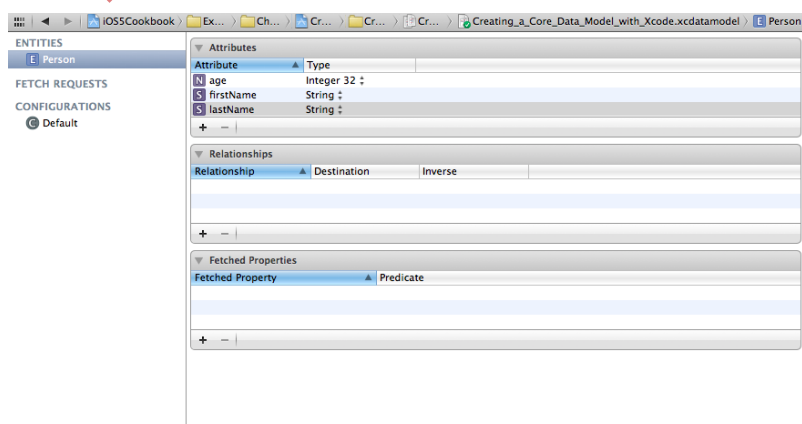 iOS5Cookbook Ex... Ch... Cr... Cr... Cr... Creating_a_Core_Data_Model_with_Xcode.xcdatamodel E Person
ENTITIES
E Person
FETCH REQUESTS
CONFIGURATIONS
C Default
Attributes
Attribute Type
N age Integer 32
S firstName String
S lastName String
+ −
Relationships
Relationship Destination Inverse
+ −
Fetched Properties
Fetched Property Predicate
+ −